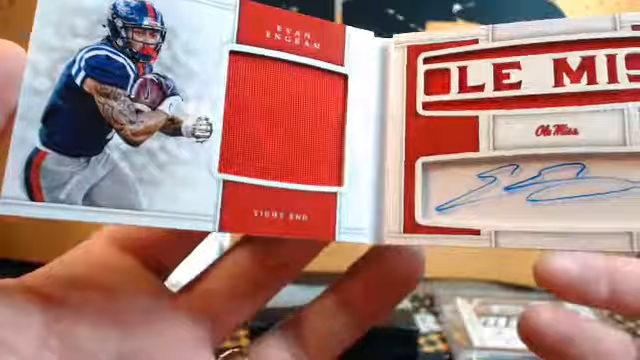 EVAN
ENGRAM
TIGHT END
OLE MIS
Ole Miss